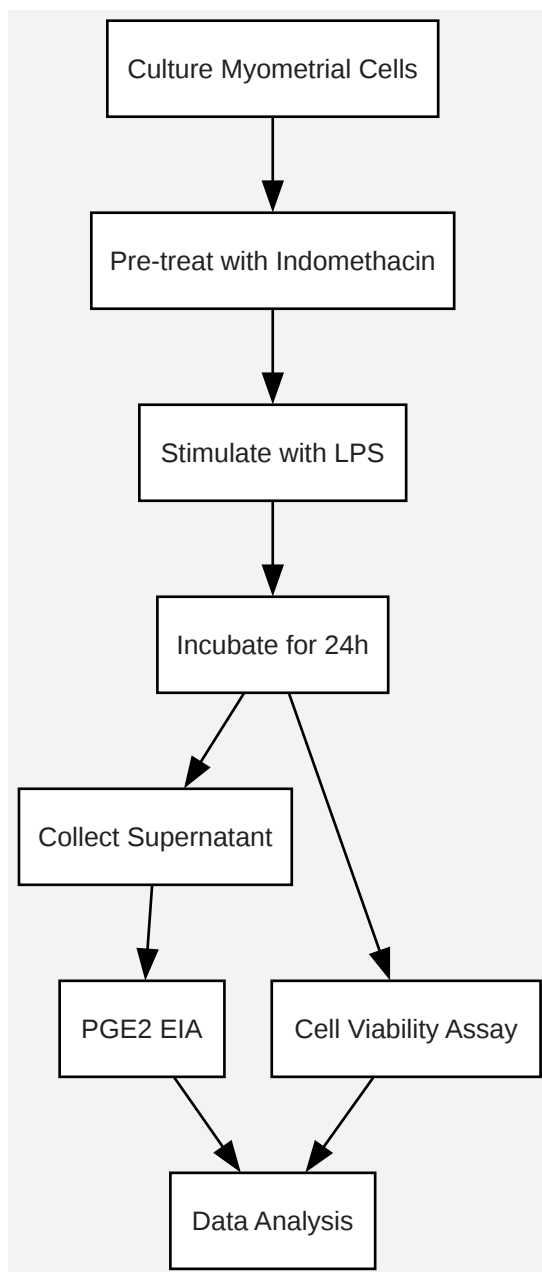 Culture Myometrial Cells
Pre-treat with Indomethacin
Stimulate with LPS
Incubate for 24h
Collect Supernatant
PGE2 EIA
Cell Viability Assay
Data Analysis